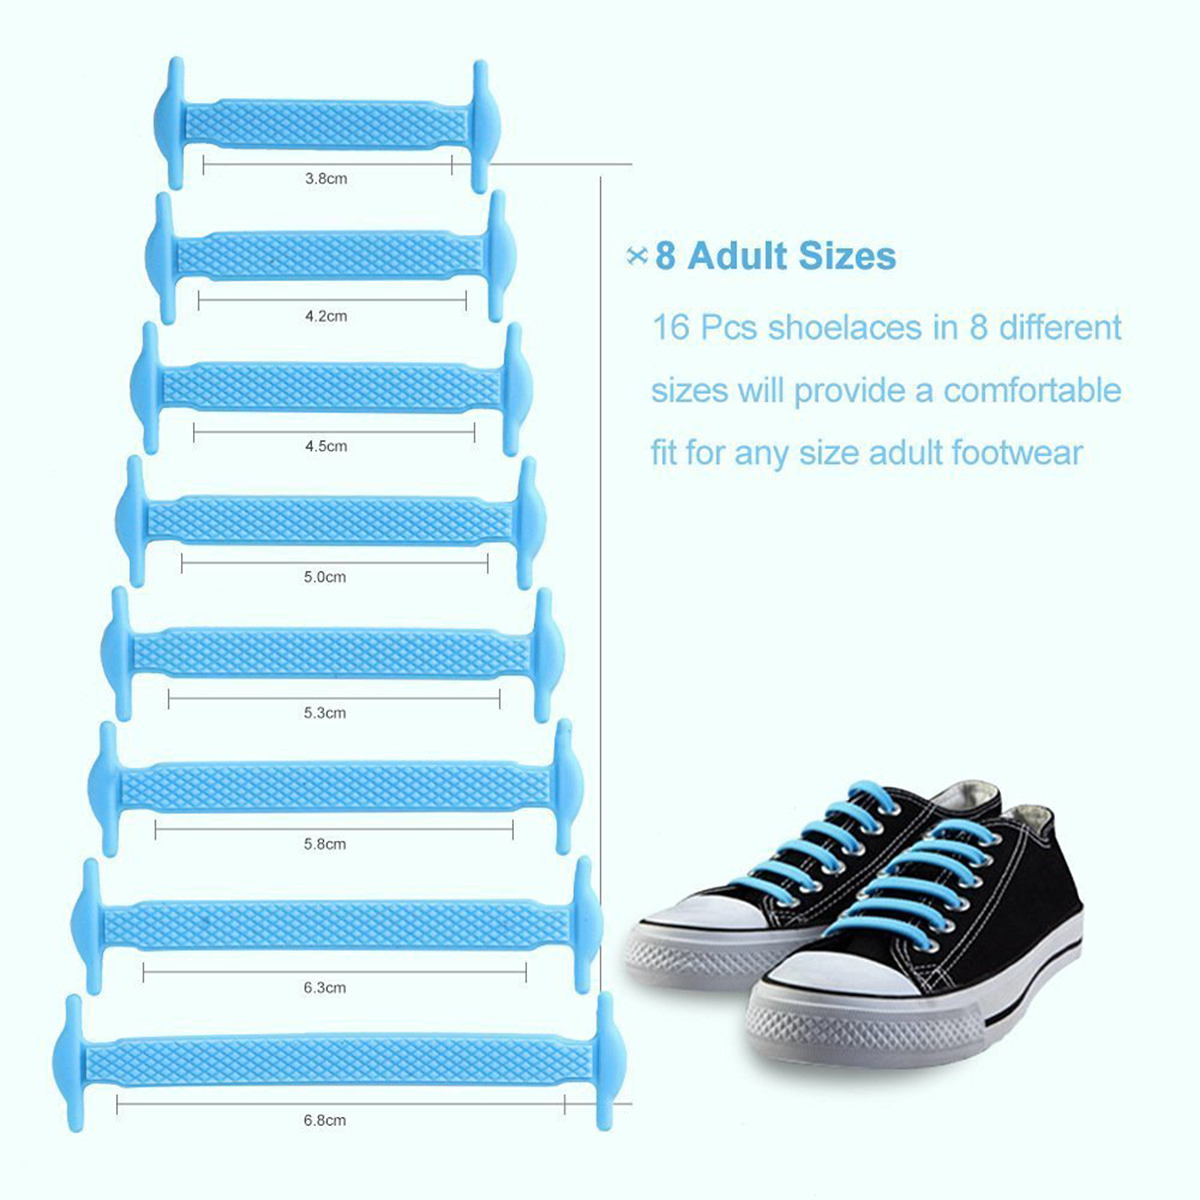 3.8cm
4.2cm
4.5cm
5.0cm
5.3cm
5.8cm
6.3cm
6.8cm
8 Adult Sizes
16 Pcs shoelaces in 8 different
sizes will provide a comfortable
fit for any size adult footwear